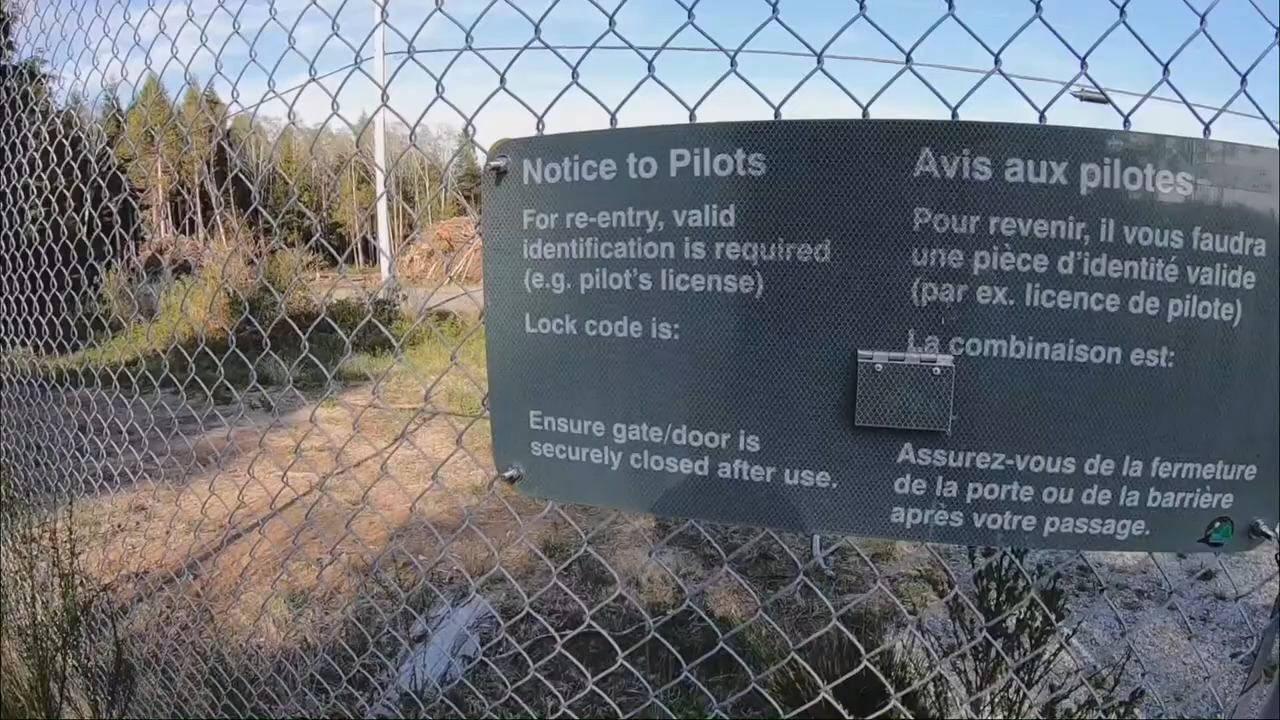 Notice to Pilots
For re-entry, valid
identification is required
(e.g. pilot's license)
Lock code is:
Ensure gate/door is
securely closed after use.
Avis aux pilotes
Pour revenir, il vous faudra
une pièce d'identité valide
(par ex. licence de pilote)
La combinaison est:
Assurez-vous de la fermeture
de la porte ou de la barrière
après votre passage.